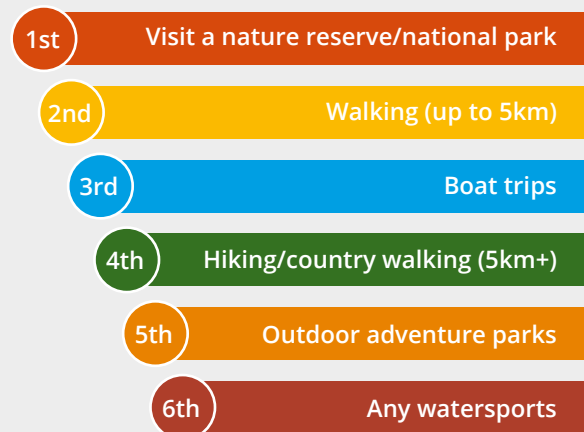 1st Visit a nature reserve/national park
2nd Walking (up to 5km)
3rd Boat trips
4th Hiking/country walking (5km+)
5th Outdoor adventure parks
6th Any watersports